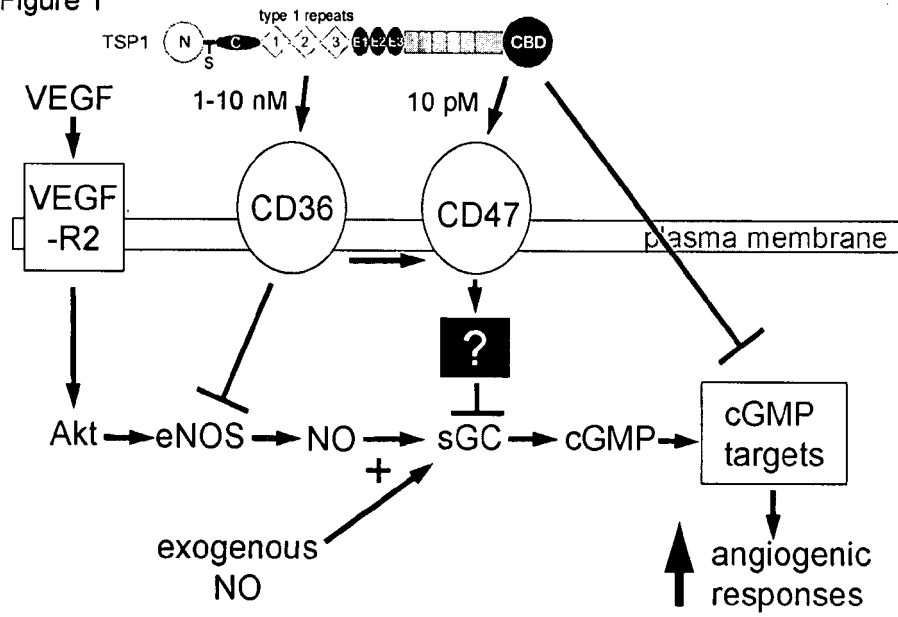 Figure 1
type 1 repeats
TSP1 N S C 1 2 3 E1 E2 E3 CBD
VEGF
1-10 nM
10 pM
VEGF
-R2
CD36
CD47
plasma membrane
?
Akt
eNOS
NO
sGC
cGMP
cGMP
targets
+
exogenous
NO
angiogenic
responses